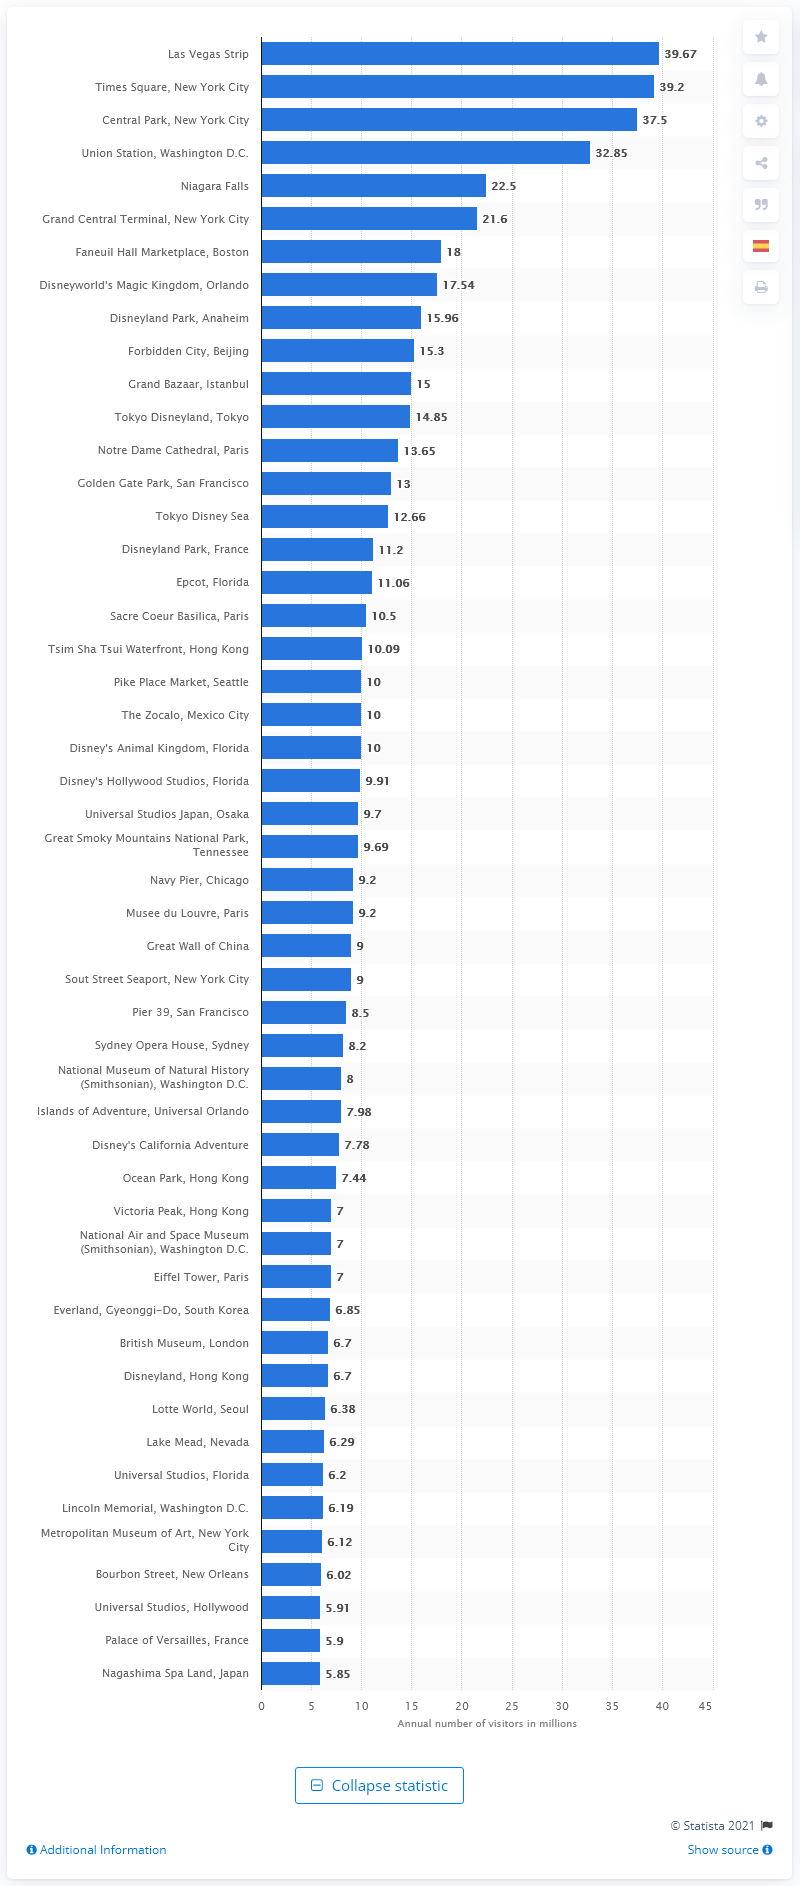 Las Vegas Strip 39.67
Times Square, New York City 39.2
Central Park, New York City 37.5
Union Station, Washington D.C. 32.85
Niagara Falls 22.5
Grand Central Terminal, New York City 21.6
Faneuil Hall Marketplace, Boston 18
Disneyworld's Magic Kingdom, Orlando 17.54
Disneyland Park, Anaheim 15.96
Forbidden City, Beijing 15.3
Grand Bazaar, Istanbul 15
Tokyo Disneyland, Tokyo 14.85
Notre Dame Cathedral, Paris 13.65
Golden Gate Park, San Francisco 13
Tokyo Disney Sea 12.66
Disneyland Park, France 11.2
Epcot, Florida 11.06
Sacre Coeur Basilica, Paris 10.5
Tsim Sha Tsui Waterfront, Hong Kong 10.09
Pike Place Market, Seattle 10
The Zocalo, Mexico City 10
Disney's Animal Kingdom, Florida 10
Disney's Hollywood Studios, Florida 9.91
Universal Studios Japan, Osaka 9.7
Great Smoky Mountains National Park,
Tennessee 9.69
Navy Pier, Chicago 9.2
Musee du Louvre, Paris 9.2
Great Wall of China 9
Sout Street Seaport, New York City 9
Pier 39, San Francisco 8.5
Sydney Opera House, Sydney 8.2
National Museum of Natural History
(Smithsonian), Washington D.C. 8
Islands of Adventure, Universal Orlando 7.98
Disney's California Adventure 7.78
Ocean Park, Hong Kong 7.44
Victoria Peak, Hong Kong 7
National Air and Space Museum
(Smithsonian), Washington D.C. 7
Eiffel Tower, Paris 7
Everland, Gyeonggi-Do, South Korea 6.85
British Museum, London 6.7
Disneyland, Hong Kong 6.7
Lotte World, Seoul 6.38
Lake Mead, Nevada 6.29
Universal Studios, Florida 6.2
Lincoln Memorial, Washington D.C. 6.19
Metropolitan Museum of Art, New York
City 6.12
Bourbon Street, New Orleans 6.02
Universal Studios, Hollywood 5.91
Palace of Versailles, France 5.9
Nagashima Spa Land, Japan 5.85
0 5 10 15 20 25 30 35 40 45
Annual number of visitors in millions
Collapse statistic
© Statista 2021
Additional Information Show source